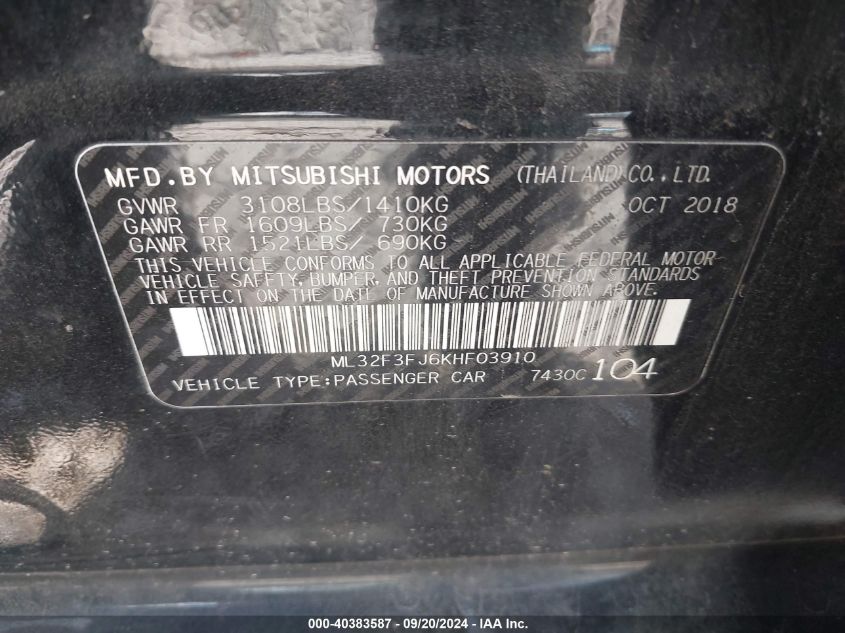 MFD.BY MITSUBISHI MOTORS (THAILAND)CO.,LTD.
GVWR 3108LBS/1410KG OCT 2018
GAWR FR 1609LBS/ 730KG
GAWR RR 1521LBS/ 690KG
THIS VEHICLE CONFORMS TO ALL APPLICABLE FEDERAL MOTOR
VEHICLE SAFETY, BUMPER, AND THEFT PREVENTION STANDARDS
IN EFFECT ON THE DATE OF MANUFACTURE SHOWN ABOVE.
ML32F3FJ6KHF03910
VEHICLE TYPE:PASSENGER CAR 7430C 104
000-40383587 - 09/20/2024 - IAA Inc.